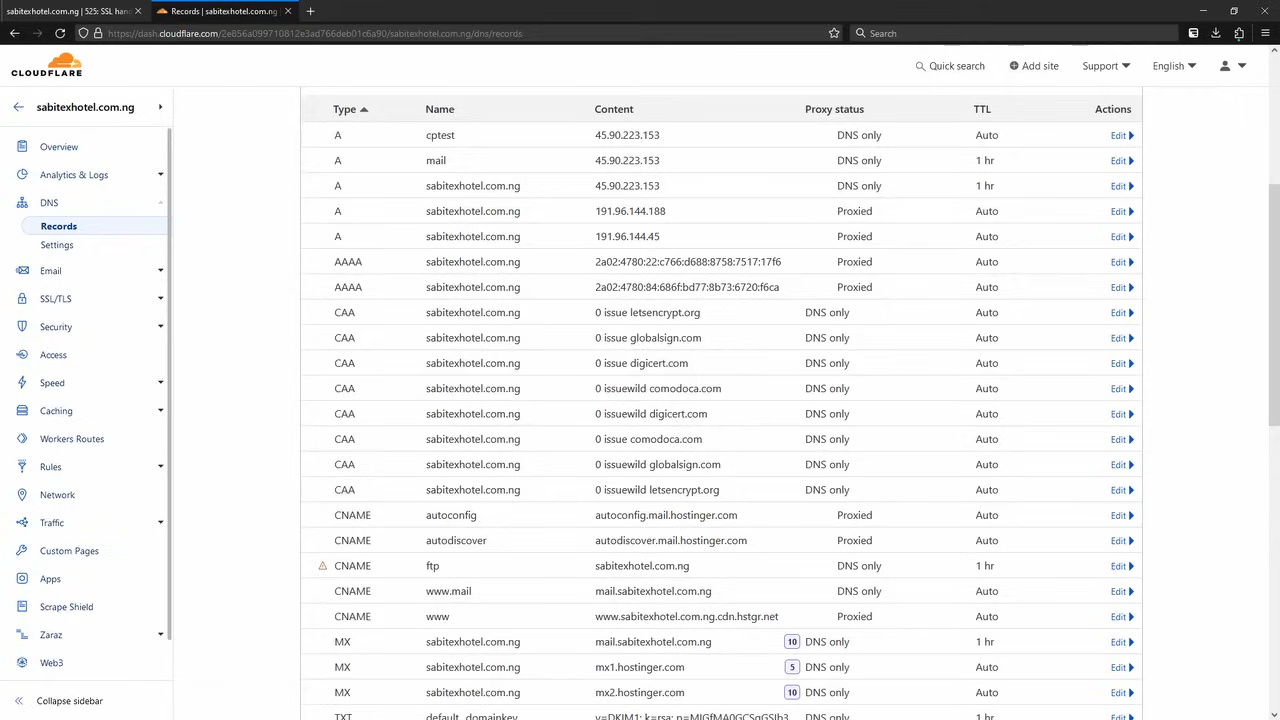 sabitexhotel.com.ng | 525: SSL han
Records | sabitexhotel.com.ng
https://dash.cloudflare.com/2e856a099710812e3ad766deb01c6a90/sabitexhotel.com.ng/dns/records
Search
CLOUDFLARE
Quick search
Add site
Support
English
sabitexhotel.com.ng
Overview
Analytics & Logs
DNS
Records
Settings
Email
SSL/TLS
Security
Access
Speed
Caching
Workers Routes
Rules
Network
Traffic
Custom Pages
Apps
Scrape Shield
Zaraz
Web3
Collapse sidebar
Type Name Content Proxy status TTL Actions
A cptest 45.90.223.153 DNS only Auto Edit
A mail 45.90.223.153 DNS only 1 hr Edit
A sabitexhotel.com.ng 45.90.223.153 DNS only 1 hr Edit
A sabitexhotel.com.ng 191.96.144.188 Proxied Auto Edit
A sabitexhotel.com.ng 191.96.144.45 Proxied Auto Edit
AAAA sabitexhotel.com.ng 2a02:4780:22:c766:d688:8758:7517:17f6 Proxied Auto Edit
AAAA sabitexhotel.com.ng 2a02:4780:84:686f:bd77:8b73:6720:f6ca Proxied Auto Edit
CAA sabitexhotel.com.ng 0 issue letsencrypt.org DNS only Auto Edit
CAA sabitexhotel.com.ng 0 issue globalsign.com DNS only Auto Edit
CAA sabitexhotel.com.ng 0 issue digicert.com DNS only Auto Edit
CAA sabitexhotel.com.ng 0 issuewild comodoca.com DNS only Auto Edit
CAA sabitexhotel.com.ng 0 issuewild digicert.com DNS only Auto Edit
CAA sabitexhotel.com.ng 0 issue comodoca.com DNS only Auto Edit
CAA sabitexhotel.com.ng 0 issuewild globalsign.com DNS only Auto Edit
CAA sabitexhotel.com.ng 0 issuewild letsencrypt.org DNS only Auto Edit
CNAME autoconfig autoconfig.mail.hostinger.com Proxied Auto Edit
CNAME autodiscover autodiscover.mail.hostinger.com Proxied Auto Edit
CNAME ftp sabitexhotel.com.ng DNS only 1 hr Edit
CNAME www.mail mail.sabitexhotel.com.ng DNS only Auto Edit
CNAME www www.sabitexhotel.com.ng.cdn.hstgr.net Proxied Auto Edit
MX sabitexhotel.com.ng mail.sabitexhotel.com.ng 10 DNS only 1 hr Edit
MX sabitexhotel.com.ng mx1.hostinger.com 5 DNS only Auto Edit
MX sabitexhotel.com.ng mx2.hostinger.com 10 DNS only Auto Edit
TXT default._domainkey v=DKIM1; k=rsa; DNS only 1 hr Edit